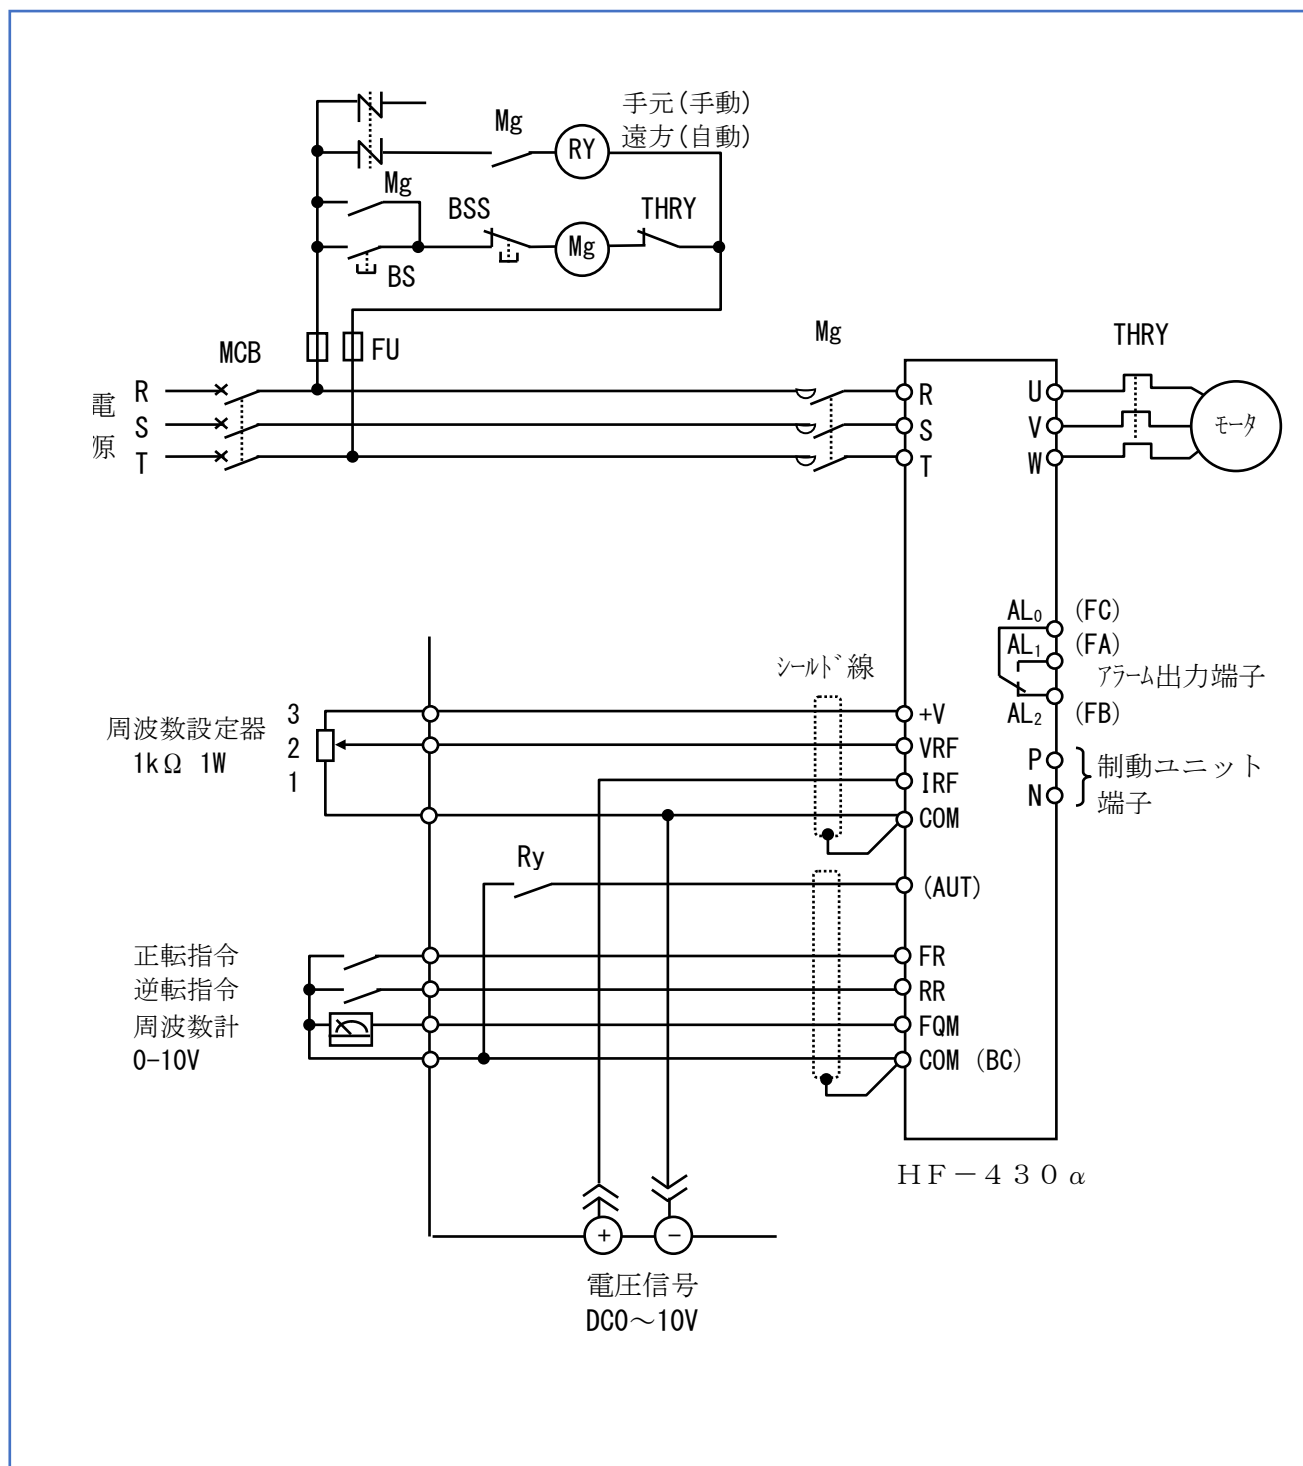 手元(手動)
遠方(自動)
Mg
RY
Mg
BSS
THRY
Mg
BS
MCB
FU
Mg
THRY
電源
R
S
T
R
S
T
U
V
W
モータ
AL0 (FC)
AL1 (FA)
アラーム出力端子
AL2 (FB)
シールド線
周波数設定器
1kΩ 1W
3
2
1
+V
VRF
IRF
COM
P
N
制動ユニット
端子
Ry
(AUT)
正転指令
逆転指令
周波数計
0-10V
FR
RR
FQM
COM (BC)
HF-430α
+
-
電圧信号
DC0～10V